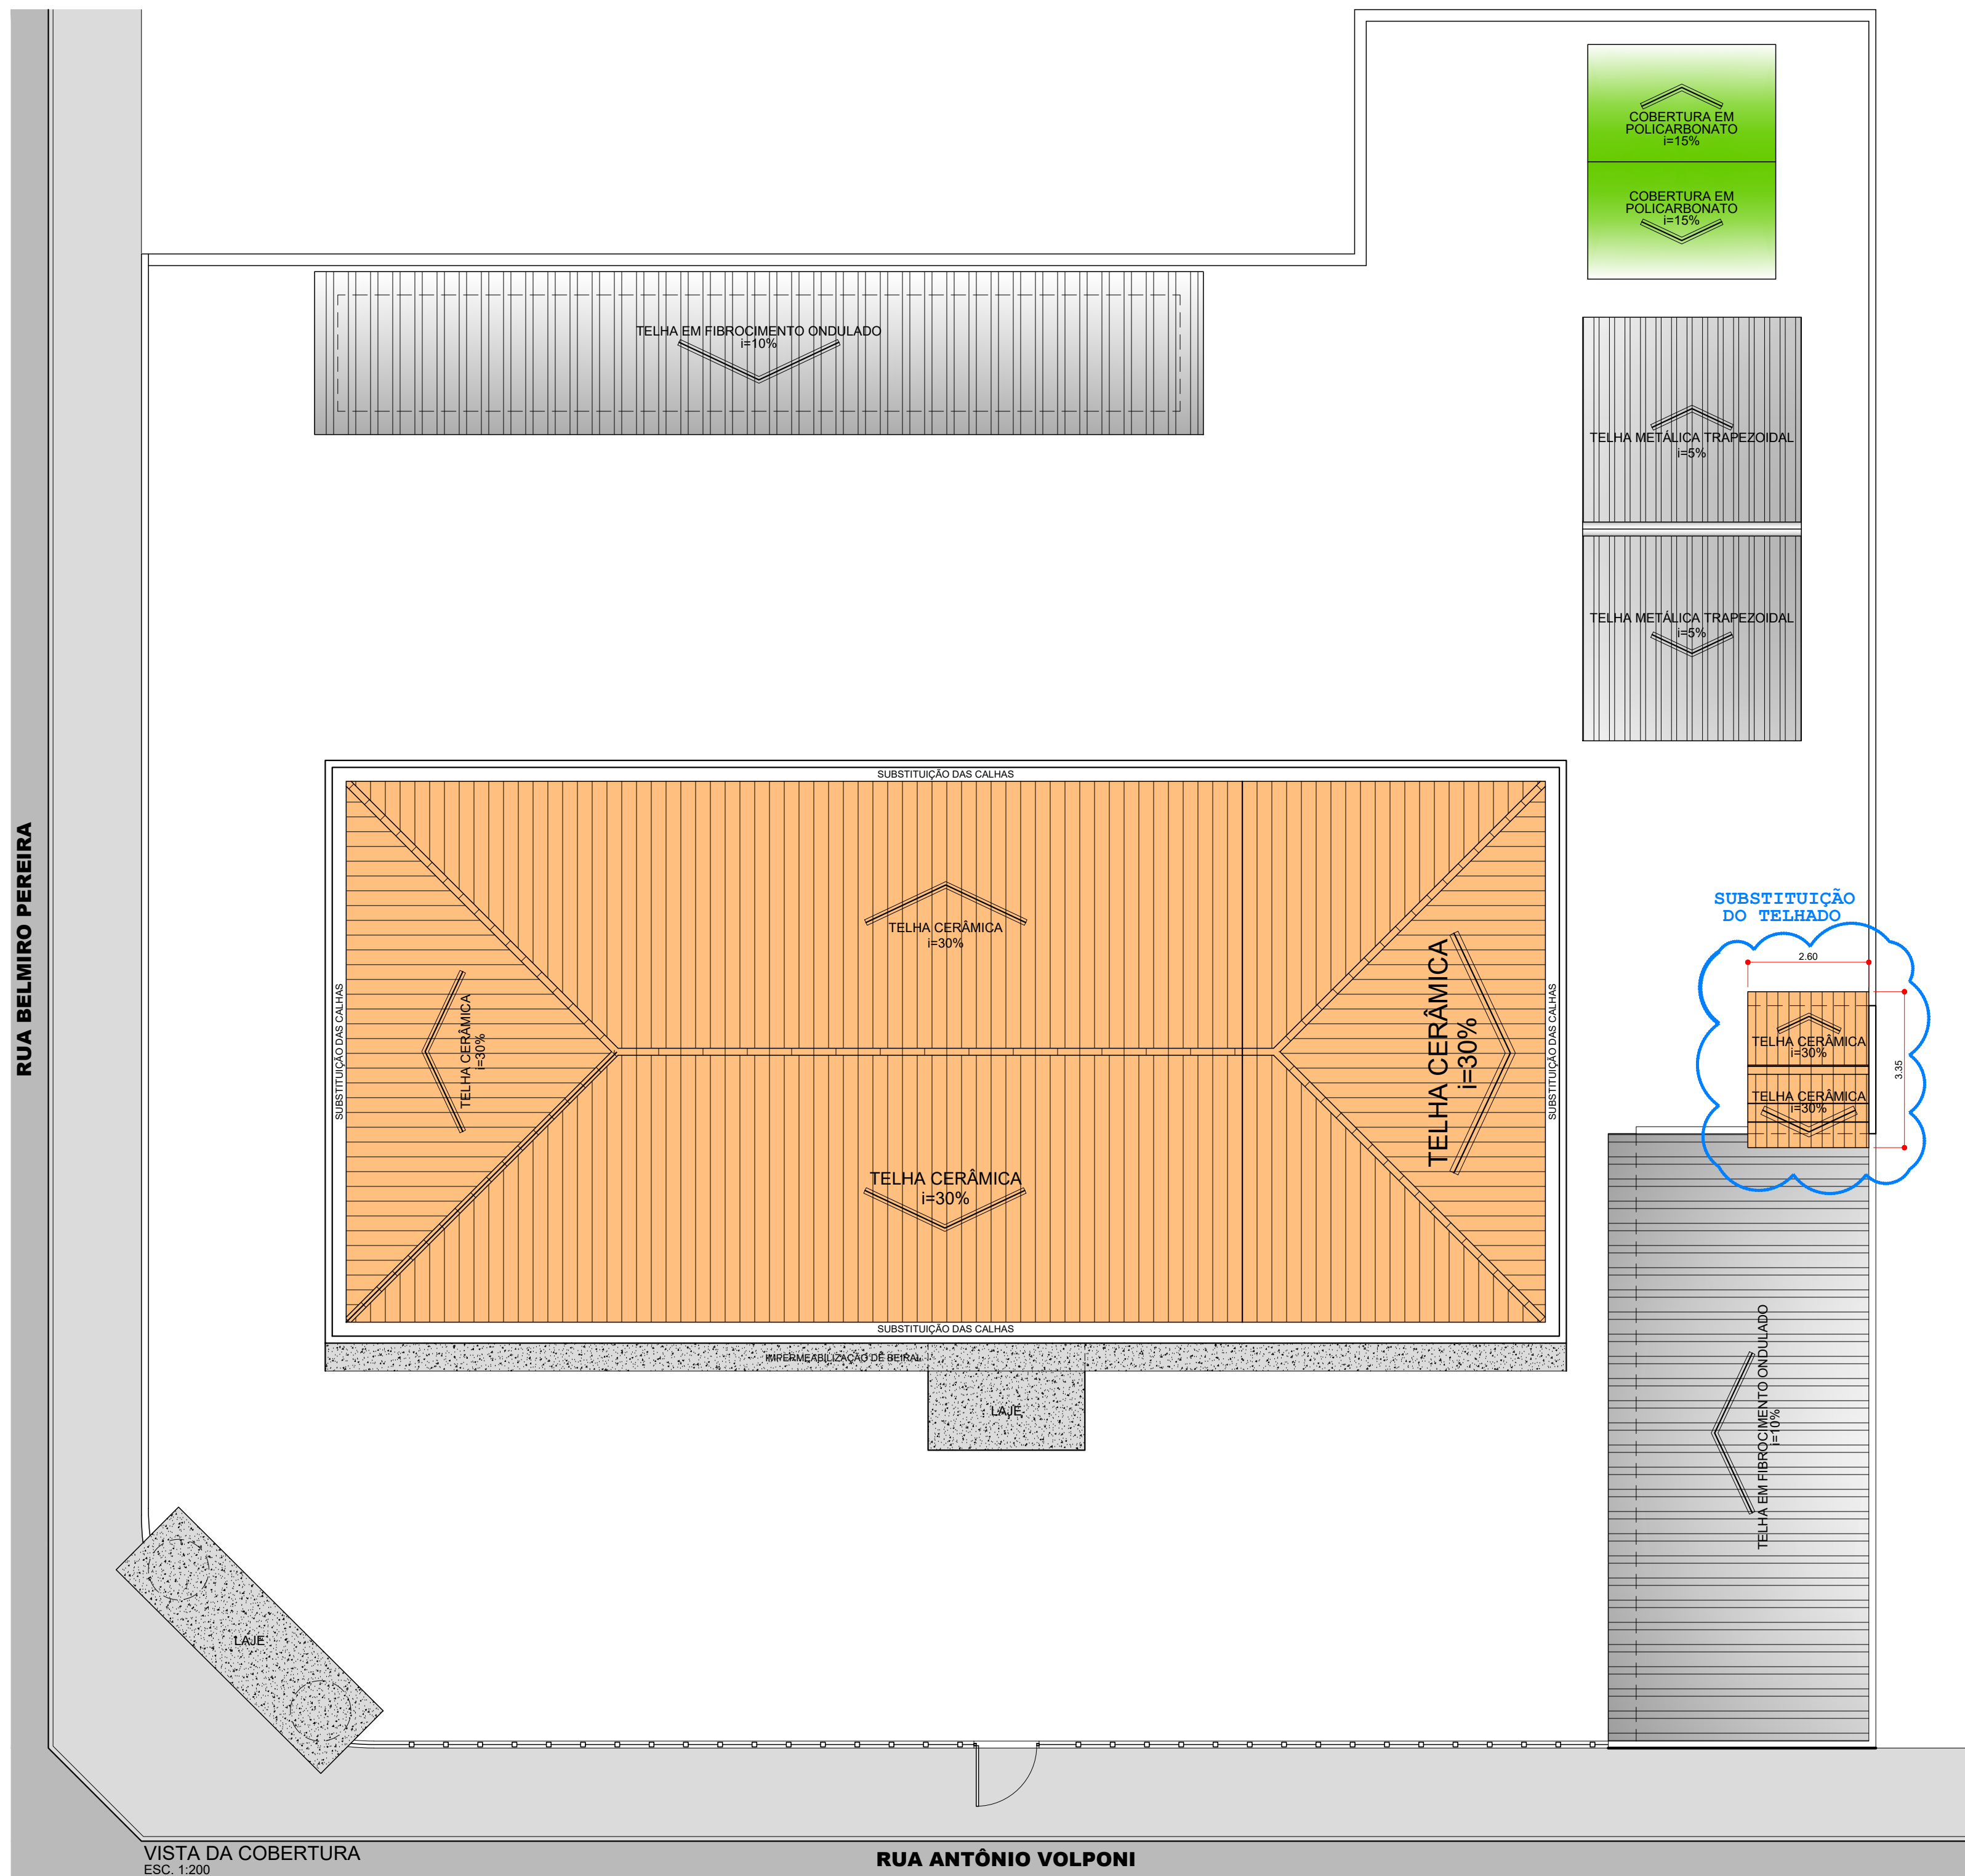 COBERTURA EM
POLICARBONATO
i=15%
COBERTURA EM
POLICARBONATO
i=15%
TELHA EM FIBROCIMENTO ONDULADO
i=10%
TELHA METÁLICA TRAPEZOIDAL
i=5%
TELHA METÁLICA TRAPEZOIDAL
i=5%
SUBSTITUIÇÃO DAS CALHAS
RUA BELMIRO PEREIRA
SUBSTITUIÇÃO DAS CALHAS
TELHA CERÂMICA
i=30%
TELHA CERÂMICA
i=30%
TELHA CERÂMICA
i=30%
SUBSTITUIÇÃO DAS CALHAS
SUBSTITUIÇÃO
DO TELHADO
2.60
TELHA CERÂMICA
i=30%
3.35
TELHA CERÂMICA
i=30%
TELHA CERÂMICA
i=30%
SUBSTITUIÇÃO DAS CALHAS
IMPERMEABILIZAÇÃO DE BEIRAL
LAJE
TELHA EM FIBROCIMENTO ONDULADO
i=10%
LAJE
VISTA DA COBERTURA
ESC. 1:200
RUA ANTÔNIO VOLPONI